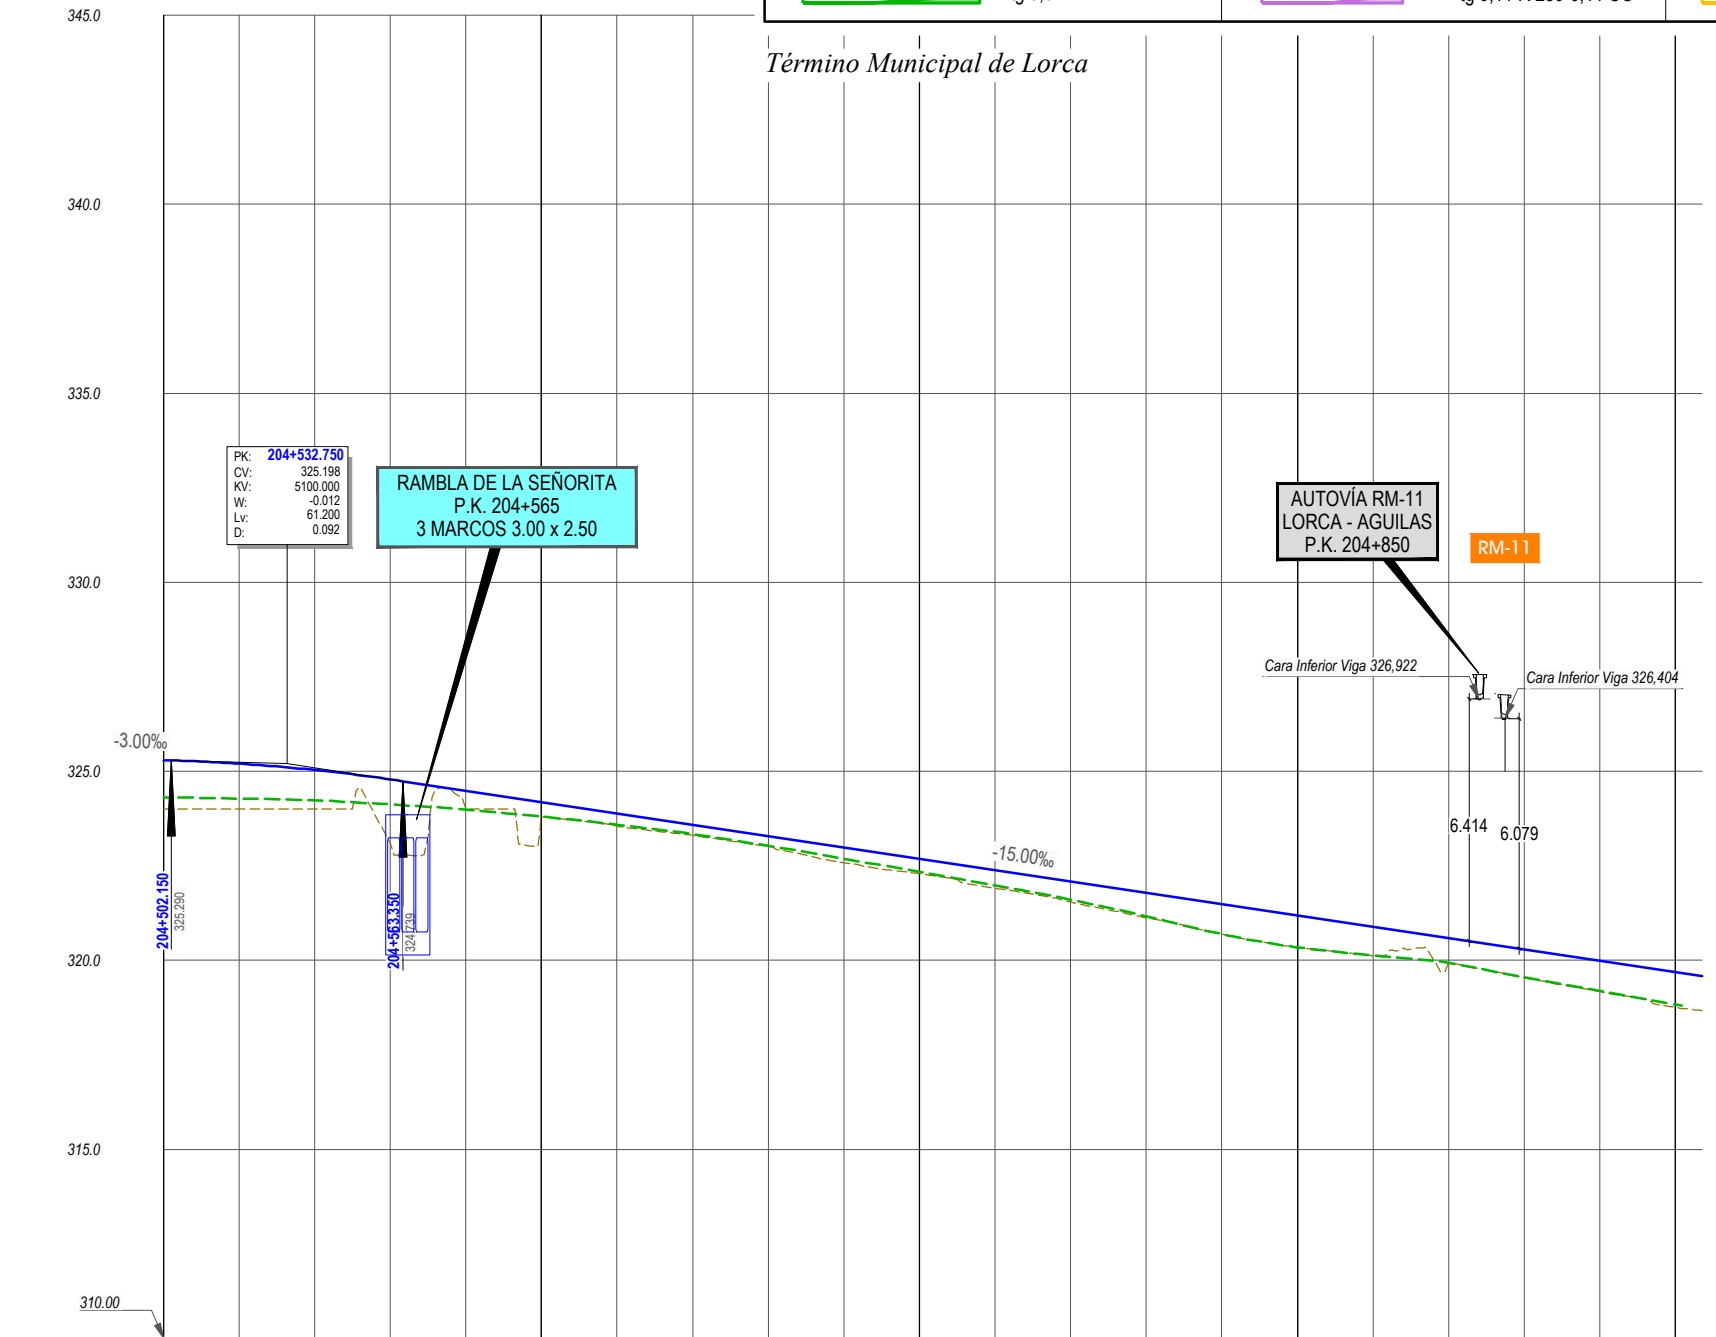 345.0
Término Municipal de Lorca
340.0
335.0
PK: 204+532.750
CV: 325.198
KV: 5100.000
W: -0.012
Lv: 61.200
D: 0.092
RAMBLA DE LA SEÑORITA
P.K. 204+565
3 MARCOS 3.00 x 2.50
AUTOVÍA RM-11
LORCA - AGUILAS
P.K. 204+850
RM-11
330.0
Cara Inferior Viga 326,922
Cara Inferior Viga 326,404
-3.00‰
325.0
6.414
6.079
-15.00‰
204+502.150
325.290
204+563.350
324.739
320.0
315.0
310.00